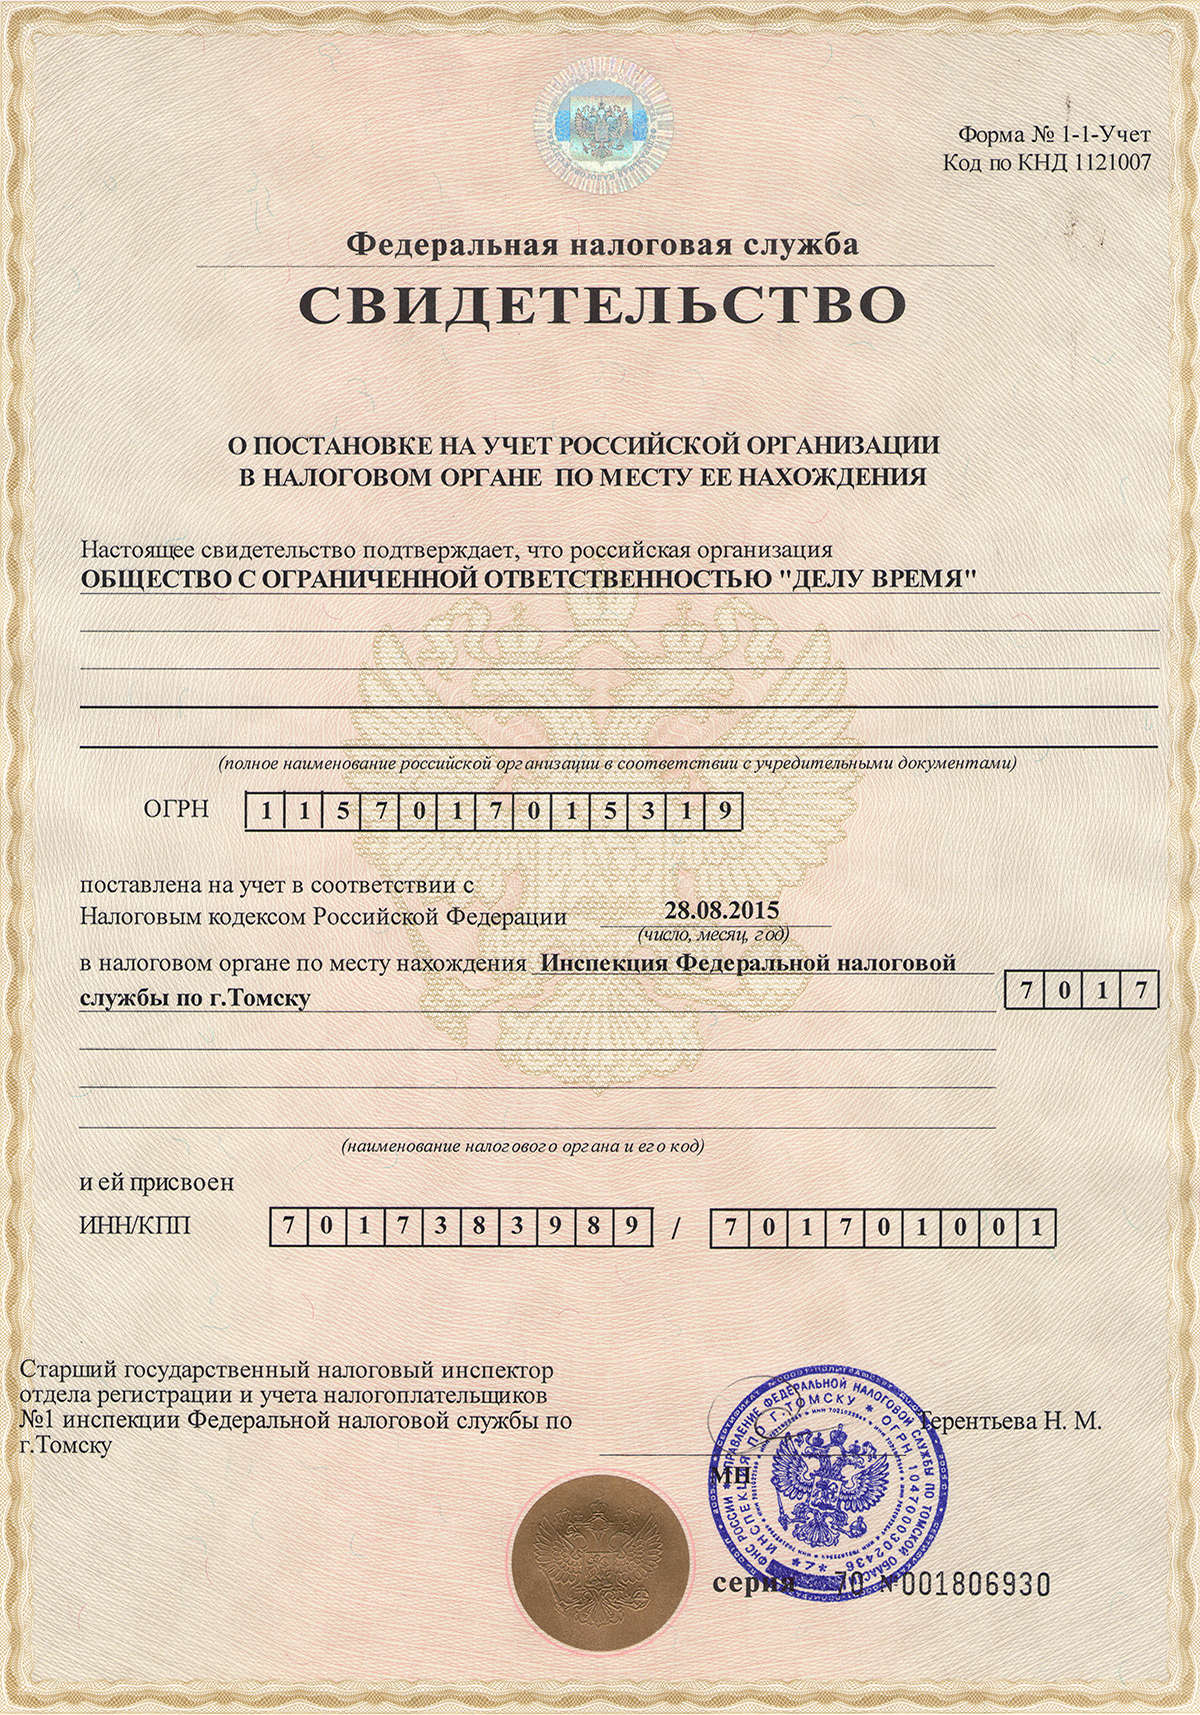 Форма № 1-1-Учет
Код по КНД 1121007
Федеральная налоговая служба
СВИДЕТЕЛЬСТВО
О ПОСТАНОВКЕ НА УЧЕТ РОССИЙСКОЙ ОРГАНИЗАЦИИ
В НАЛОГОВОМ ОРГАНЕ ПО МЕСТУ ЕЕ НАХОЖДЕНИЯ
Настоящее свидетельство подтверждает, что российская организация
ОБЩЕСТВО С ОГРАНИЧЕННОЙ ОТВЕТСТВЕННОСТЬЮ "ДЕЛУ ВРЕМЯ"
(полное наименование российской организации в соответствии с учредительными документами)
ОГРН 1 1 5 7 0 1 7 0 1 5 3 1 9
поставлена на учет в соответствии с
Налоговым кодексом Российской Федерации 28.08.2015
(число, месяц, год)
в налоговом органе по месту нахождения Инспекция Федеральной налоговой
службы по г.Томску 7 0 1 7
(наименование налогового органа и его код)
и ей присвоен
ИНН/КПП 7 0 1 7 3 8 3 9 8 9 / 7 0 1 7 0 1 0 0 1
Старший государственный налоговый инспектор
отдела регистрации и учета налогоплательщиков
№1 инспекции Федеральной налоговой службы по
г.Томску
Терентьева Н. М.
МП
УПРАВЛЕНИЕ ФЕДЕРАЛЬНОЙ НАЛОГОВОЙ СЛУЖБЫ ПО ТОМСКОЙ ОБЛАСТИ
ФНС РОССИИ
ИНСПЕКЦИЯ ПО Г.ТОМСКУ * ОГРН 1047000302436
*7*
серия 70 №001806930